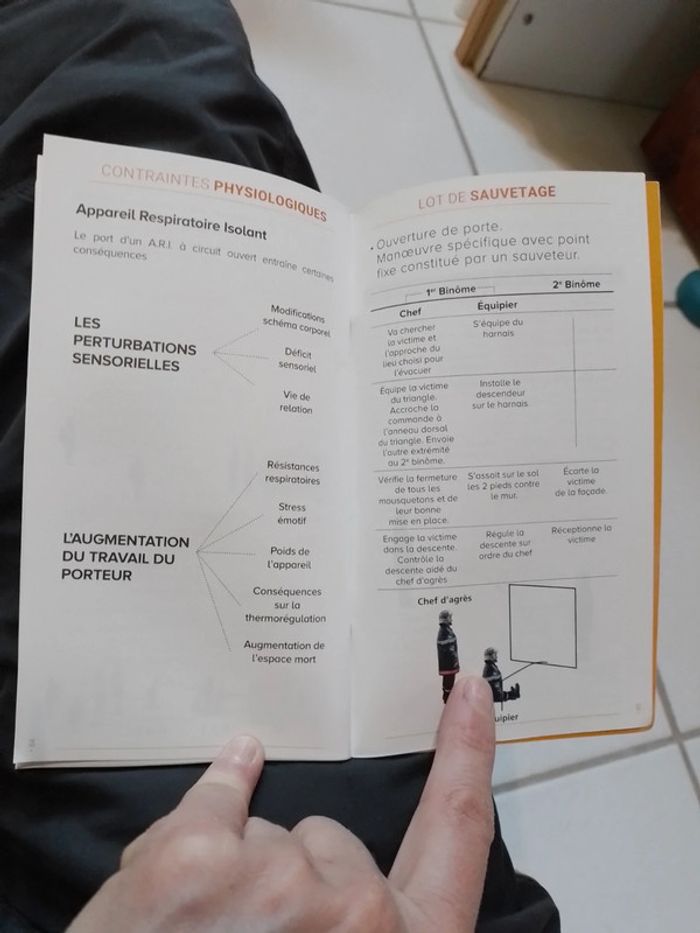 CONTRAINTES PHYSIOLOGIQUES
Appareil Respiratoire Isolant
Le port d'un A.R.I. à circuit ouvert entraine certaines
conséquences
LES
PERTURBATIONS
SENSORIELLES
Modifications
schéma corporel
Déficit
sensoriel
Vie de
relation
L'AUGMENTATION
DU TRAVAIL DU
PORTEUR
Résistances
respiratoires
Stress
émotif
Poids de
l'appareil
Conséquences
sur la
thermorégulation
Augmentation de
l'espace mort
LOT DE SAUVETAGE
. Ouverture de porte.
Manœuvre spécifique avec point
fixe constitué par un sauveteur.
1er Binôme
2e Binôme
Chef
Équipier
Va chercher
la victime et
l'approche du
lieu choisi pour
l'évacuer
S'équipe du
harnais.
Équipe la victime
du triangle.
Accroche la
commande à
l'anneau dorsal
du triangle. Envoie
l'autre extrémité
au 2e binôme.
Installe le
descendeur
sur le harnais.
Vérifie la fermeture
de tous les
mousquetons et de
leur bonne
mise en place.
S'assoit sur le sol
les 2 pieds contre
le mur.
Écarte la
victime
de la façade.
Engage la victime
dans la descente.
Contrôle la
descente aidé du
chef d'agrès
Régule la
descente sur
ordre du chef
Réceptionne la
victime
Chef d'agrès
uipier